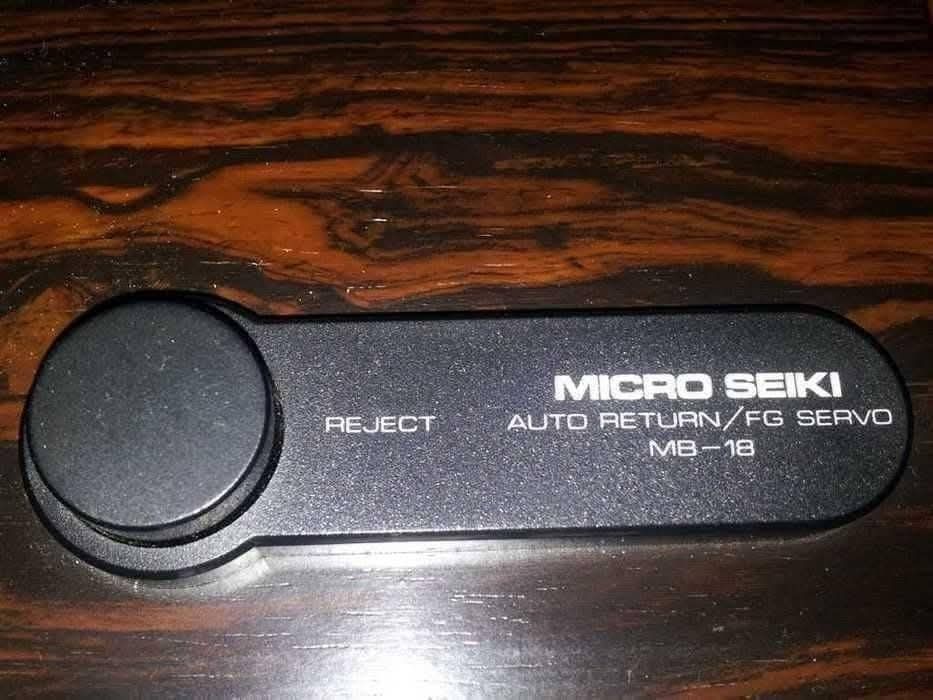 REJECT
MICRO SEIKI
AUTO RETURN/FG SERVO
MB-18